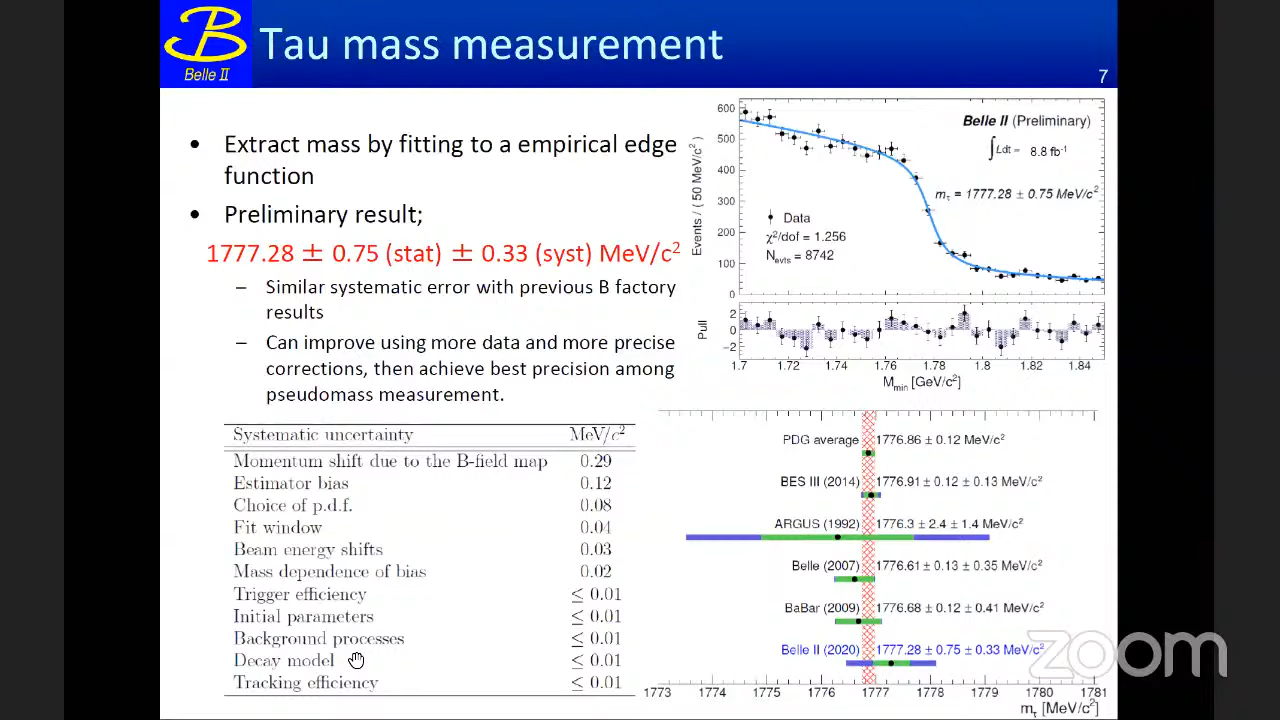 Belle II
Tau mass measurement
7
• Extract mass by fitting to a empirical edge
function
• Preliminary result;
1777.28 ± 0.75 (stat) ± 0.33 (syst) MeV/c²
– Similar systematic error with previous B factory
results
– Can improve using more data and more precise
corrections, then achieve best precision among
pseudomass measurement.
Systematic uncertainty MeV/c²
Momentum shift due to the B-field map 0.29
Estimator bias 0.12
Choice of p.d.f. 0.08
Fit window 0.04
Beam energy shifts 0.03
Mass dependence of bias 0.02
Trigger efficiency ≤ 0.01
Initial parameters ≤ 0.01
Background processes ≤ 0.01
Decay model ≤ 0.01
Tracking efficiency ≤ 0.01
Events / ( 50 MeV/c² )
600
500
400
300
200
100
0
Belle II (Preliminary)
∫Ldt = 8.8 fb⁻¹
mτ = 1777.28 ± 0.75 MeV/c²
Data
χ²/dof = 1.256
Nevts = 8742
Pull
2
0
−2
1.7 1.72 1.74 1.76 1.78 1.8 1.82 1.84
Mmin [GeV/c²]
PDG average 1776.86 ± 0.12 MeV/c²
BES III (2014) 1776.91 ± 0.12 ± 0.13 MeV/c²
ARGUS (1992) 1776.3 ± 2.4 ± 1.4 MeV/c²
Belle (2007) 1776.61 ± 0.13 ± 0.35 MeV/c²
BaBar (2009) 1776.68 ± 0.12 ± 0.41 MeV/c²
Belle II (2020) 1777.28 ± 0.75 ± 0.33 MeV/c²
1773 1774 1775 1776 1777 1778 1779 1780 1781
mτ [MeV/c²]
zoom